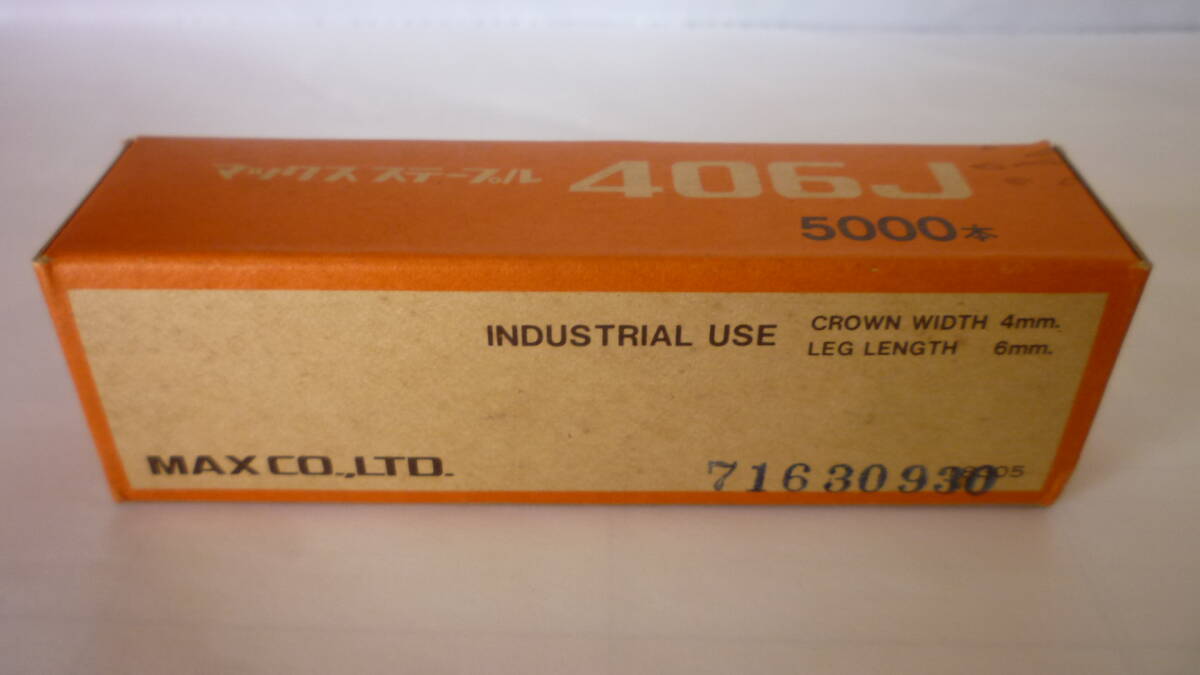 マックス ステープル 406J
5000本
INDUSTRIAL USE
CROWN WIDTH 4mm.
LEG LENGTH 6mm.
MAX CO.,LTD.
71630930